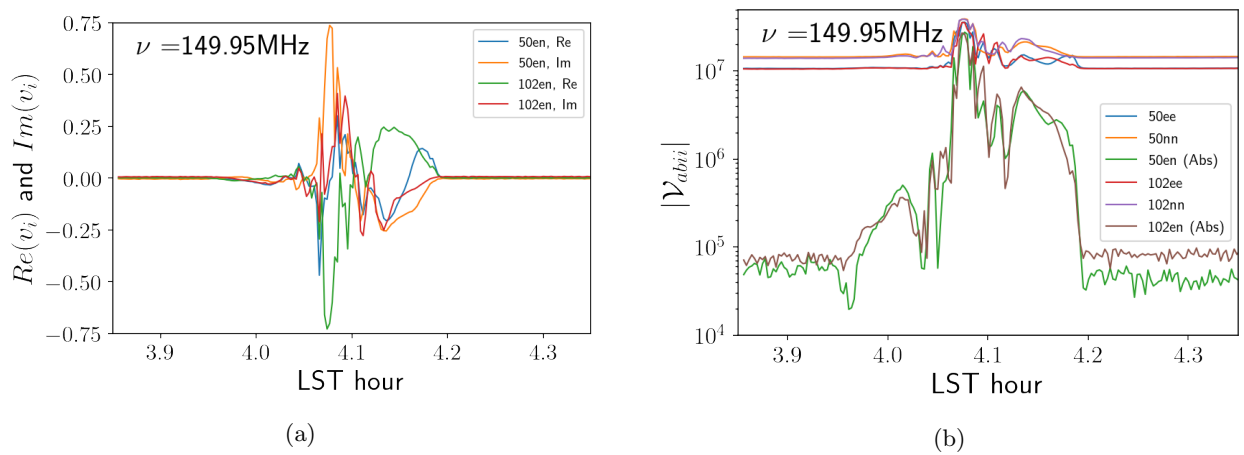 ν =149.95MHz
50en, Re
50en, Im
102en, Re
102en, Im
0.75
0.50
0.25
0.00
−0.25
−0.50
−0.75
Re(v_i) and Im(v_i)
3.9 4.0 4.1 4.2 4.3
LST hour
(a)
ν =149.95MHz
50ee
50nn
50en (Abs)
102ee
102nn
102en (Abs)
10^7
10^6
10^5
10^4
|𝒱_abii|
3.9 4.0 4.1 4.2 4.3
LST hour
(b)